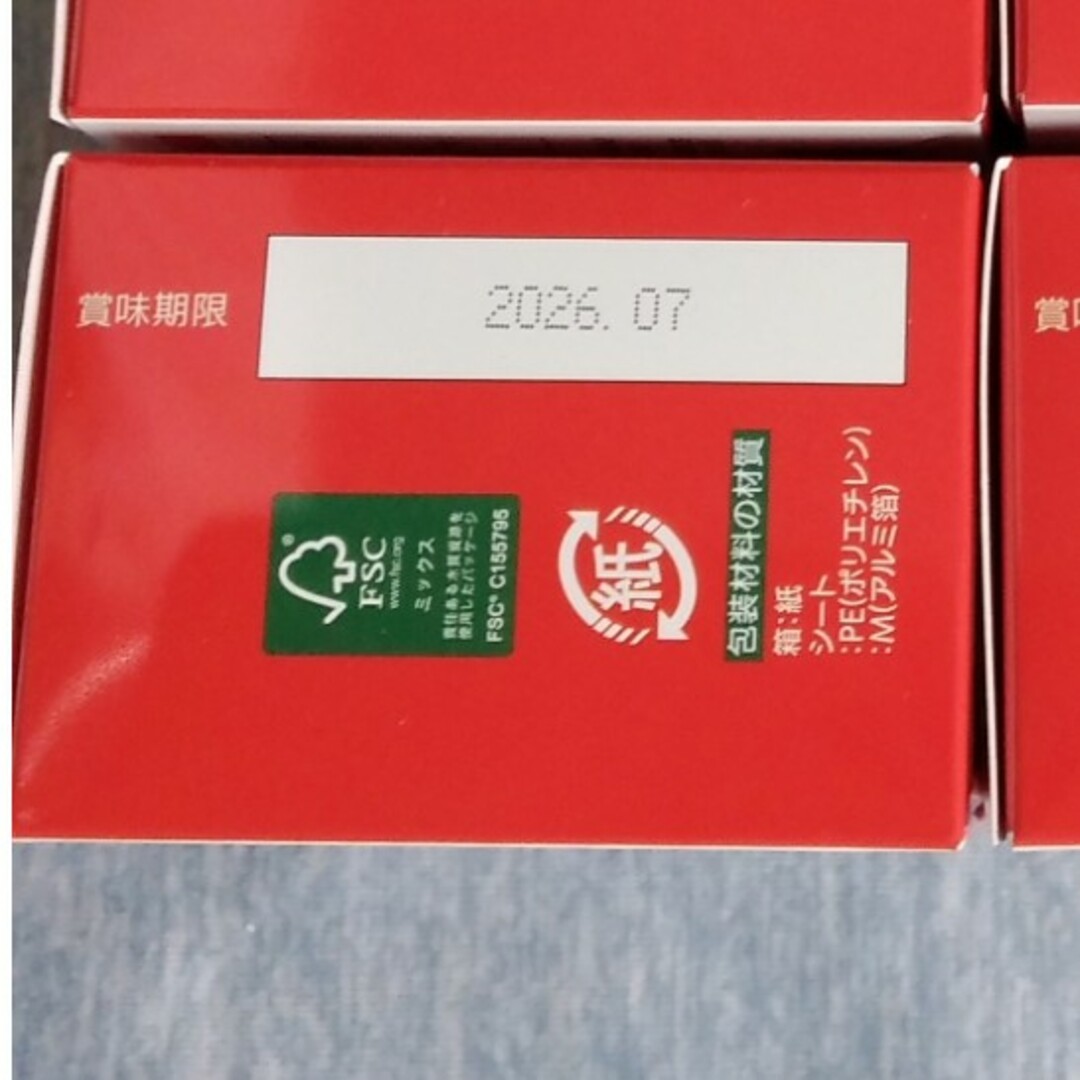 賞味期限
2026.07
FSC
www.fsc.org
ミックス
責任ある木質資源を
使用したパッケージ
FSC® C155795
紙
包装材料の材質
箱:紙
シート
:PE(ポリエチレン)
:M(アルミ箔)
賞